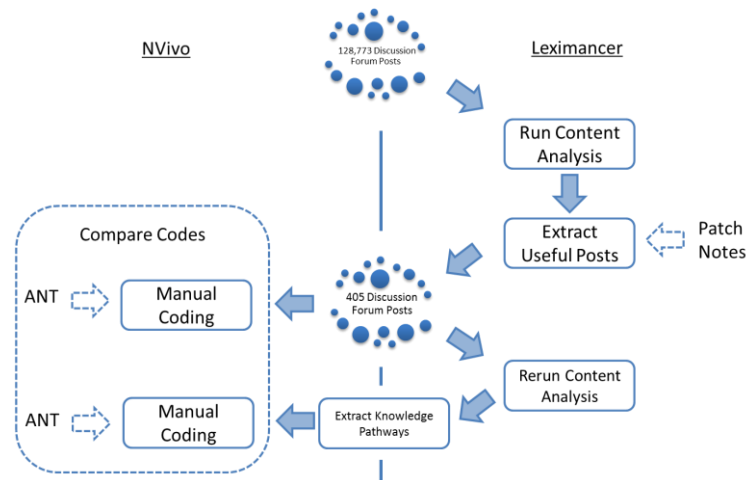 NVivo
128,773 Discussion
Forum Posts
Leximancer
Run Content
Analysis
Extract
Useful Posts
Patch
Notes
Compare Codes
ANT
Manual
Coding
405 Discussion
Forum Posts
Rerun Content
Analysis
ANT
Manual
Coding
Extract Knowledge
Pathways